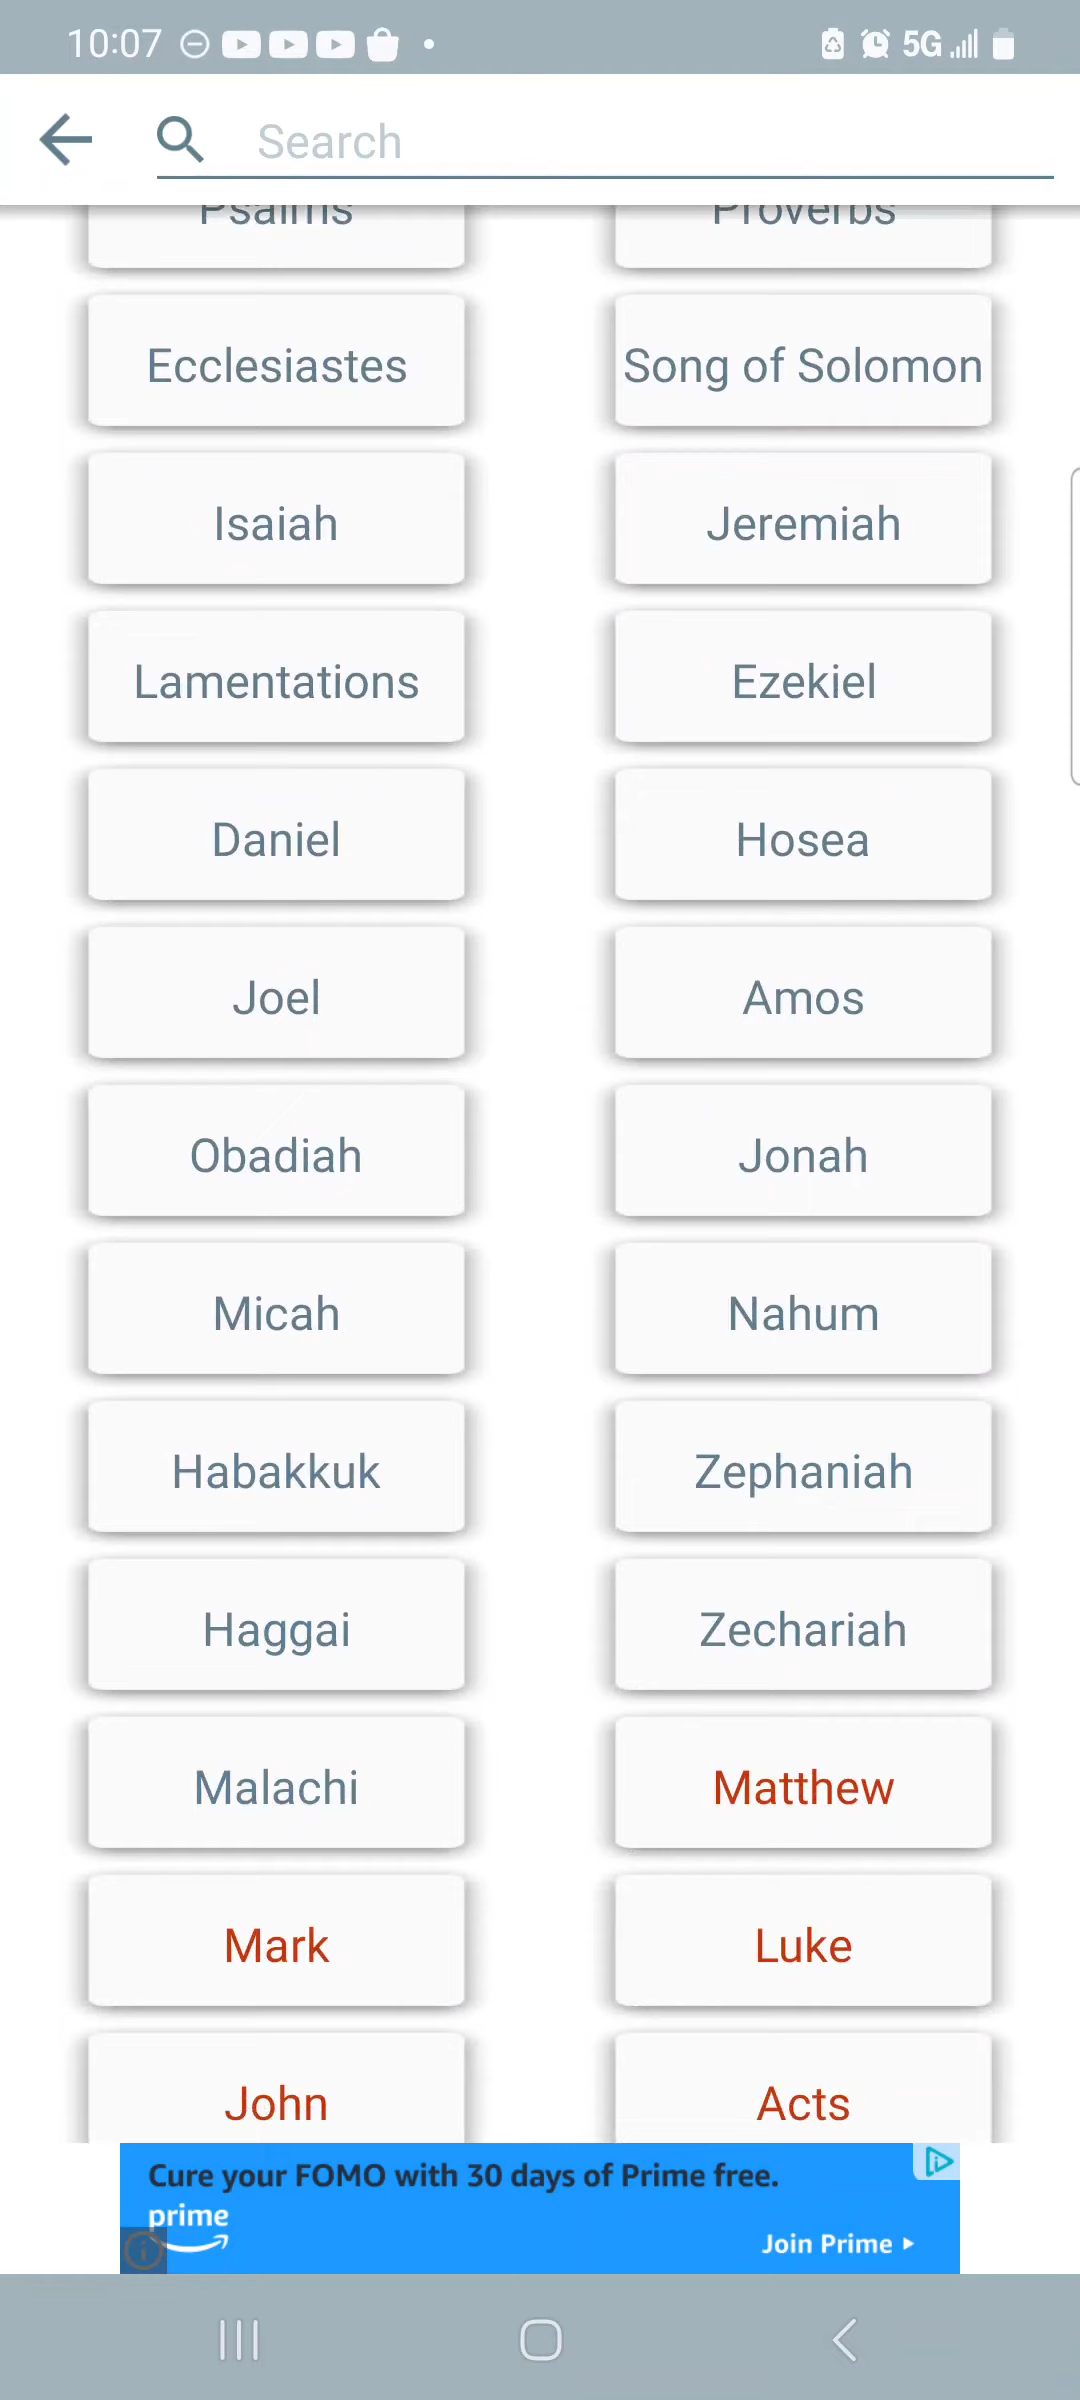 10:07 5G
Search
Psalms Proverbs
Ecclesiastes Song of Solomon
Isaiah Jeremiah
Lamentations Ezekiel
Daniel Hosea
Joel Amos
Obadiah Jonah
Micah Nahum
Habakkuk Zephaniah
Haggai Zechariah
Malachi Matthew
Mark Luke
John Acts
Cure your FOMO with 30 days of Prime free.
prime
Join Prime